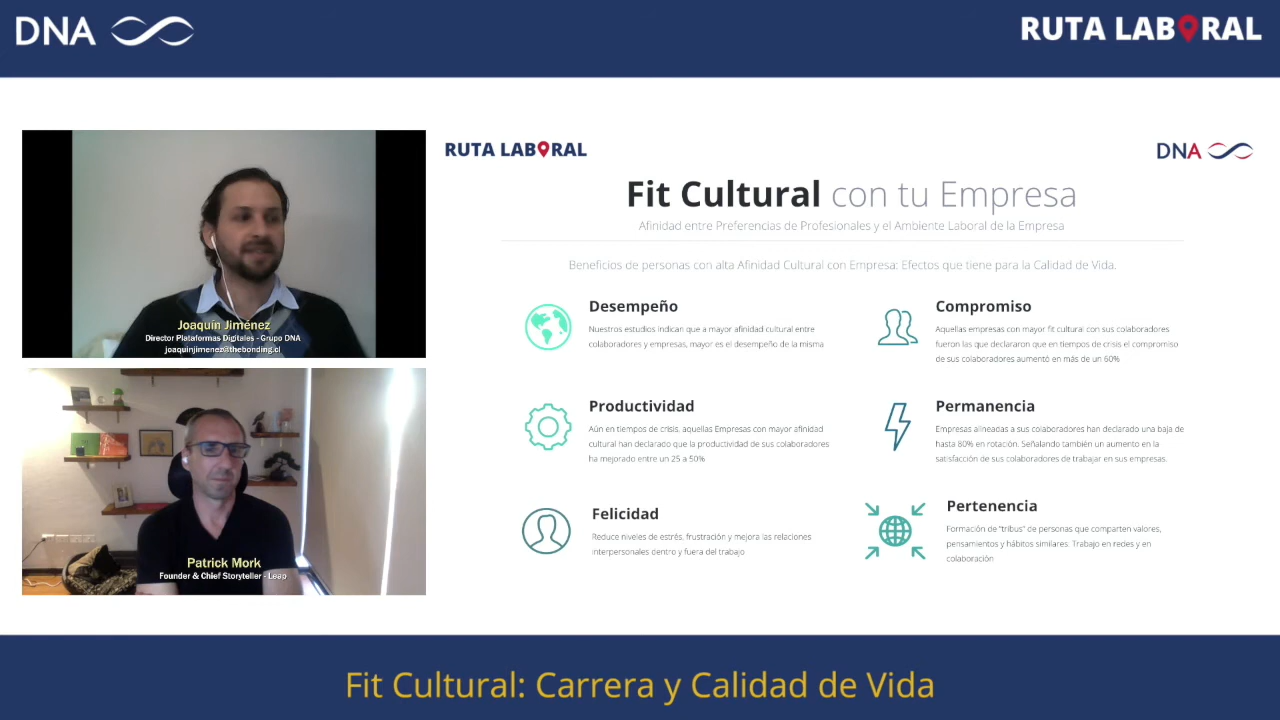 DNA
RUTA LABORAL
Joaquín Jiménez
Director Plataformas Digitales - Grupo DNA
joaquinjimenez@thebonding.cl
Patrick Mork
Founder & Chief Storyteller - Leap
RUTA LABORAL
DNA
Fit Cultural con tu Empresa
Afinidad entre Preferencias de Profesionales y el Ambiente Laboral de la Empresa
Beneficios de personas con alta Afinidad Cultural con Empresa: Efectos que tiene para la Calidad de Vida.
Desempeño
Nuestros estudios indican que a mayor afinidad cultural entre
colaboradores y empresas, mayor es el desempeño de la misma
Compromiso
Aquellas empresas con mayor fit cultural con sus colaboradores
fueron las que declararon que en tiempos de crisis el compromiso
de sus colaboradores aumentó en más de un 60%
Productividad
Aún en tiempos de crisis, aquellas Empresas con mayor afinidad
cultural han declarado que la productividad de sus colaboradores
ha mejorado entre un 25 a 50%
Permanencia
Empresas alineadas a sus colaboradores han declarado una baja de
hasta 80% en rotación. Señalando también un aumento en la
satisfacción de sus colaboradores de trabajar en sus empresas.
Felicidad
Reduce niveles de estrés, frustración y mejora las relaciones
interpersonales dentro y fuera del trabajo
Pertenencia
Formación de "tribus" de personas que comparten valores,
pensamientos y hábitos similares: Trabajo en redes y en
colaboración
Fit Cultural: Carrera y Calidad de Vida